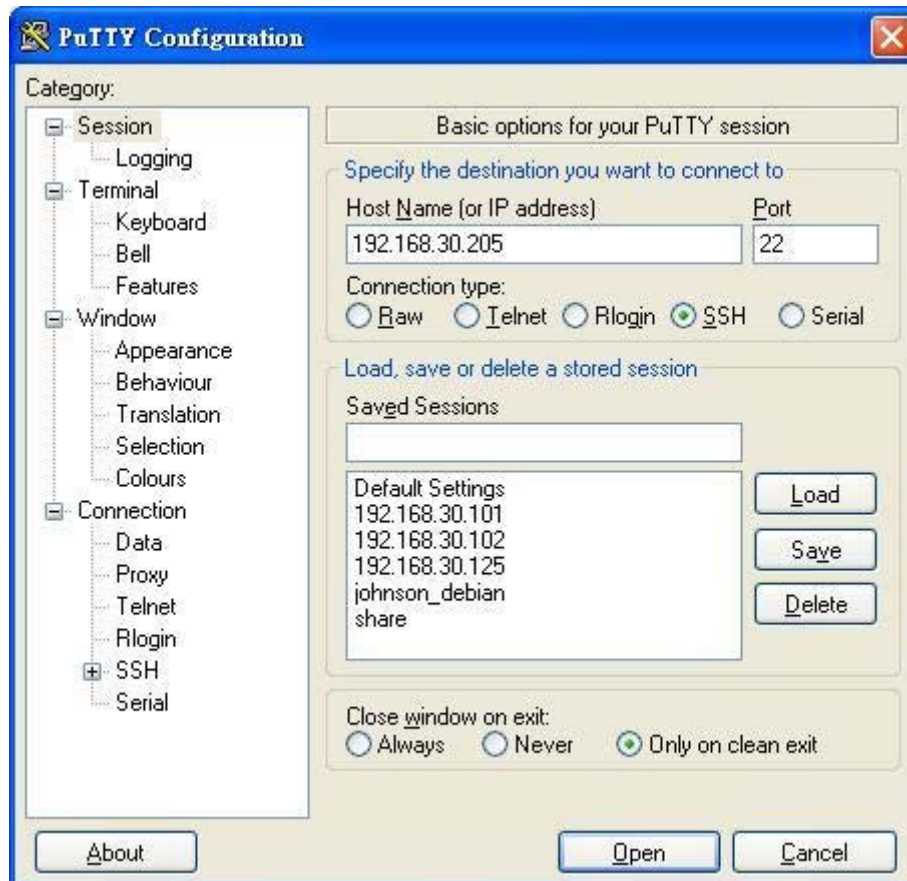 PuTTY Configuration
Category:
Session
Logging
Terminal
Keyboard
Bell
Features
Window
Appearance
Behaviour
Translation
Selection
Colours
Connection
Data
Proxy
Telnet
Rlogin
SSH
Serial
Basic options for your PuTTY session
Specify the destination you want to connect to
Host Name (or IP address) Port
192.168.30.205 22
Connection type:
Raw Telnet Rlogin SSH Serial
Load, save or delete a stored session
Saved Sessions
Default Settings
192.168.30.101
192.168.30.102
192.168.30.125
johnson_debian
share
Load
Save
Delete
Close window on exit:
Always Never Only on clean exit
About Open Cancel